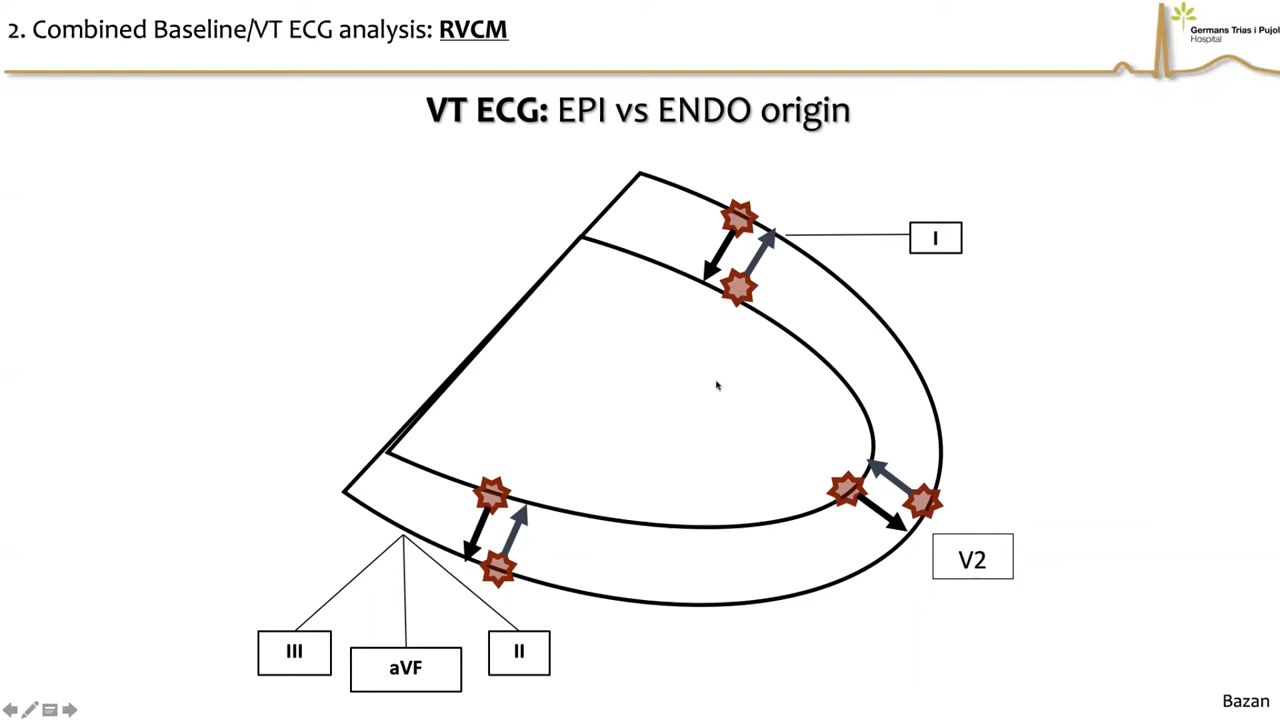 2. Combined Baseline/VT ECG analysis: RVCM
Germans Trias i Pujol
Hospital
VT ECG: EPI vs ENDO origin
I
V2
III
aVF
II
Bazan